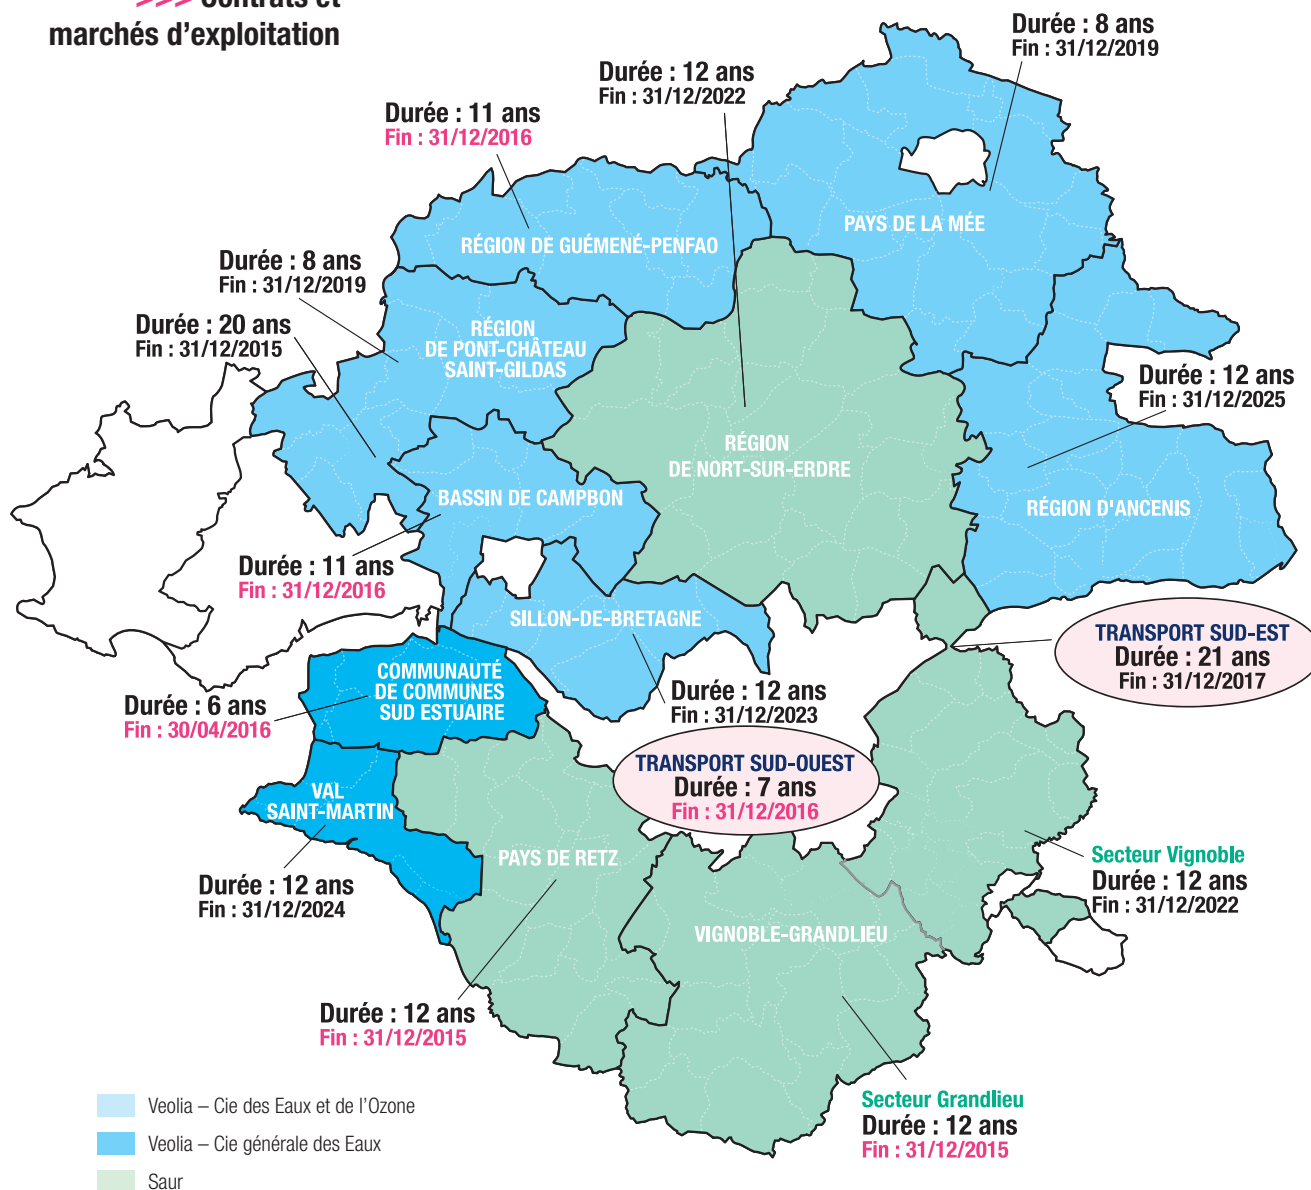 >>> Contrats et
marchés d'exploitation
Durée : 8 ans
Fin : 31/12/2019
Durée : 12 ans
Fin : 31/12/2022
Durée : 11 ans
Fin : 31/12/2016
PAYS DE LA MÉE
RÉGION DE GUÉMENÉ-PENFAO
Durée : 8 ans
Fin : 31/12/2019
Durée : 20 ans
Fin : 31/12/2015
RÉGION
DE PONT-CHÂTEAU
SAINT-GILDAS
Durée : 12 ans
Fin : 31/12/2025
RÉGION
DE NORT-SUR-ERDRE
BASSIN DE CAMPBON
RÉGION D'ANCENIS
Durée : 11 ans
Fin : 31/12/2016
SILLON-DE-BRETAGNE
TRANSPORT SUD-EST
Durée : 21 ans
Fin : 31/12/2017
COMMUNAUTÉ
DE COMMUNES
SUD ESTUAIRE
Durée : 6 ans
Fin : 30/04/2016
Durée : 12 ans
Fin : 31/12/2023
TRANSPORT SUD-OUEST
Durée : 7 ans
Fin : 31/12/2016
VAL
SAINT-MARTIN
PAYS DE RETZ
Secteur Vignoble
Durée : 12 ans
Fin : 31/12/2022
Durée : 12 ans
Fin : 31/12/2024
VIGNOBLE-GRANDLIEU
Durée : 12 ans
Fin : 31/12/2015
Secteur Grandlieu
Durée : 12 ans
Fin : 31/12/2015
Veolia – Cie des Eaux et de l'Ozone
Veolia – Cie générale des Eaux
Saur